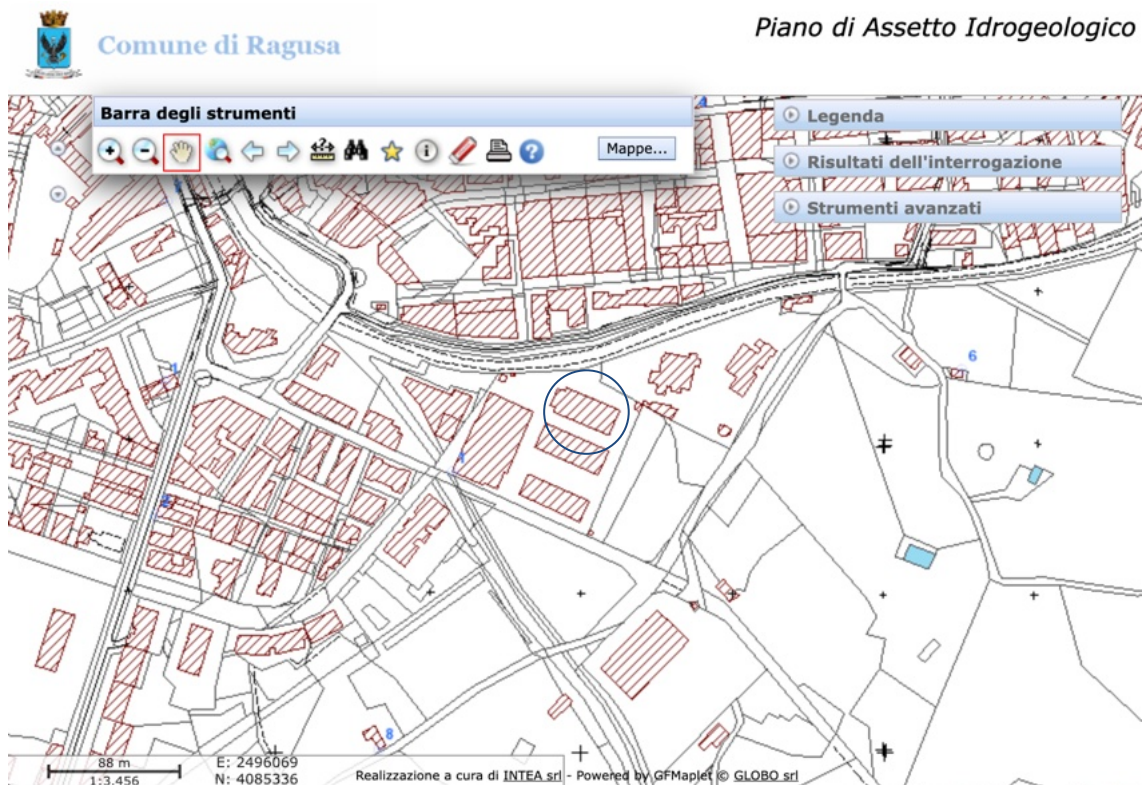 Piano di Assetto Idrogeologico
Comune di Ragusa
Barra degli strumenti
Mappe...
Legenda
Risultati dell'interrogazione
Strumenti avanzati
1
6
2
8
88 m
1:3.456
E: 2496069
N: 4085336
Realizzazione a cura di INTEA srl - Powered by GFMaplet © GLOBO srl